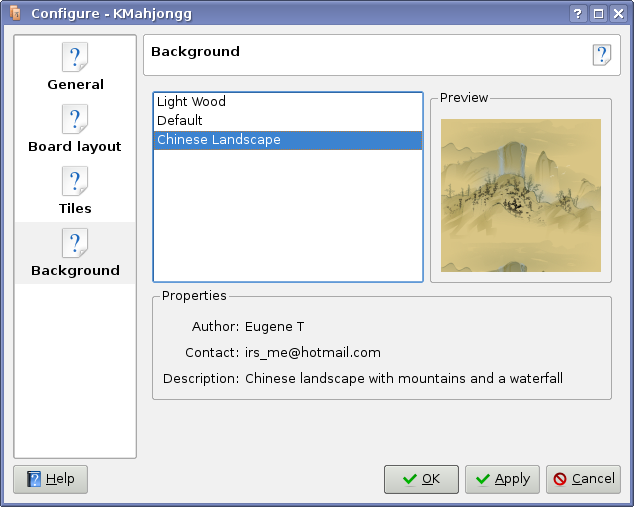 Configure - KMahjongg
General
Board layout
Tiles
Background
Background
Light Wood
Default
Chinese Landscape
Preview
Properties
Author: Eugene T
Contact: irs_me@hotmail.com
Description: Chinese landscape with mountains and a waterfall
Help
OK
Apply
Cancel